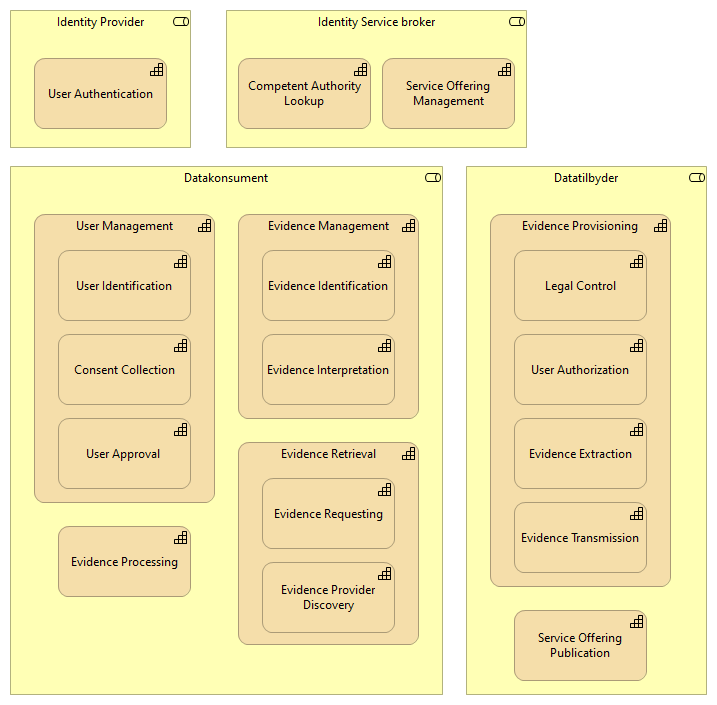 Identity Provider
User Authentication
Identity Service broker
Competent Authority
Lookup
Service Offering
Management
Datakonsument
User Management
User Identification
Consent Collection
User Approval
Evidence Processing
Evidence Management
Evidence Identification
Evidence Interpretation
Evidence Retrieval
Evidence Requesting
Evidence Provider
Discovery
Datatilbyder
Evidence Provisioning
Legal Control
User Authorization
Evidence Extraction
Evidence Transmission
Service Offering
Publication